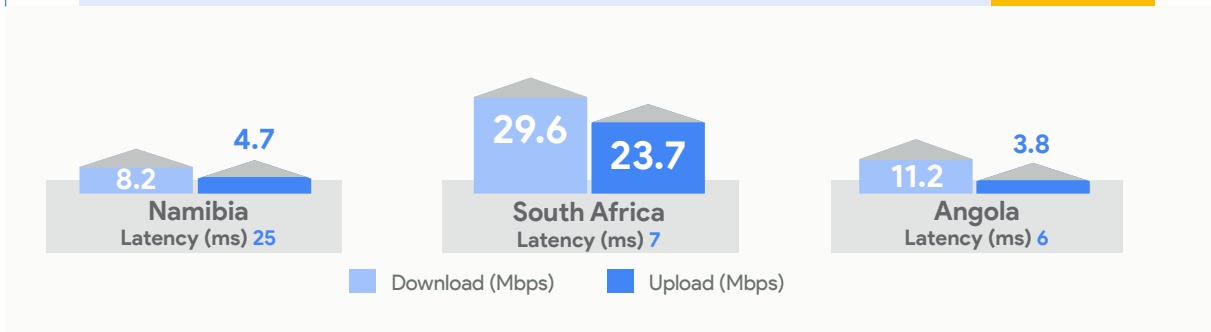 8.2
4.7
Namibia
Latency (ms) 25
29.6
23.7
South Africa
Latency (ms) 7
11.2
3.8
Angola
Latency (ms) 6
Download (Mbps)
Upload (Mbps)